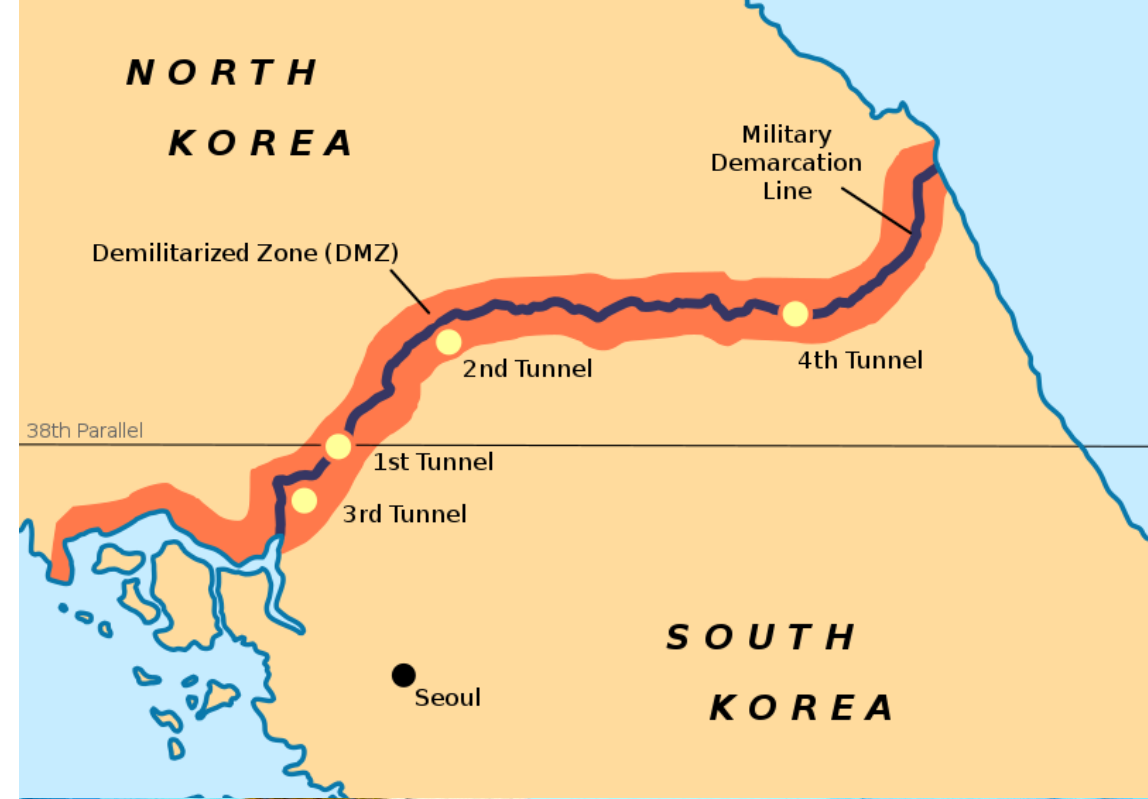 NORTH
KOREA
Military
Demarcation
Line
Demilitarized Zone (DMZ)
2nd Tunnel
4th Tunnel
38th Parallel
1st Tunnel
3rd Tunnel
SOUTH
KOREA
Seoul